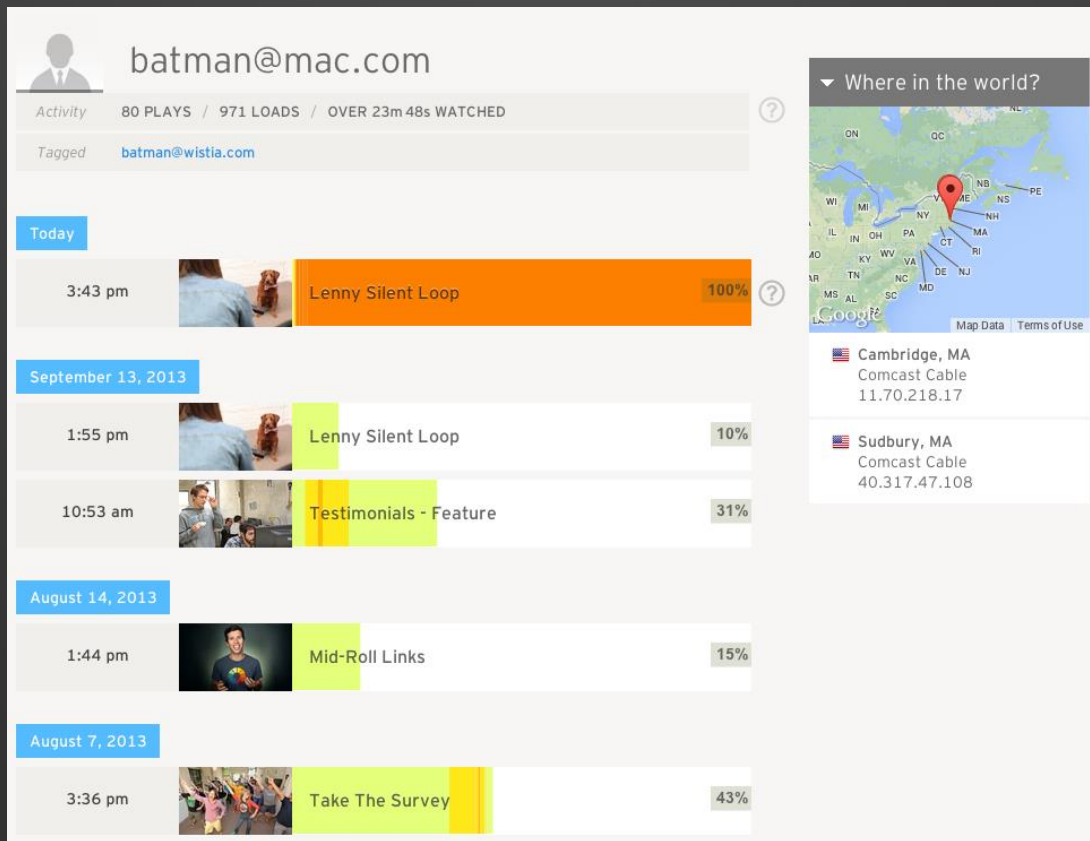 batman@mac.com
Activity 80 PLAYS / 971 LOADS / OVER 23m 48s WATCHED ?
Tagged batman@wistia.com
Today
3:43 pm Lenny Silent Loop 100% ?
September 13, 2013
1:55 pm Lenny Silent Loop 10%
10:53 am Testimonials - Feature 31%
August 14, 2013
1:44 pm Mid-Roll Links 15%
August 7, 2013
3:36 pm Take The Survey 43%
Where in the world?
NL
ON QC
NB PE
WI MI VT ME NS
NY NH
IL IN OH PA MA
CT RI
MO KY WV VA
DE NJ
AR TN NC MD
MS AL SC
LA GA
Google
Map Data Terms of Use
Cambridge, MA
Comcast Cable
11.70.218.17
Sudbury, MA
Comcast Cable
40.317.47.108